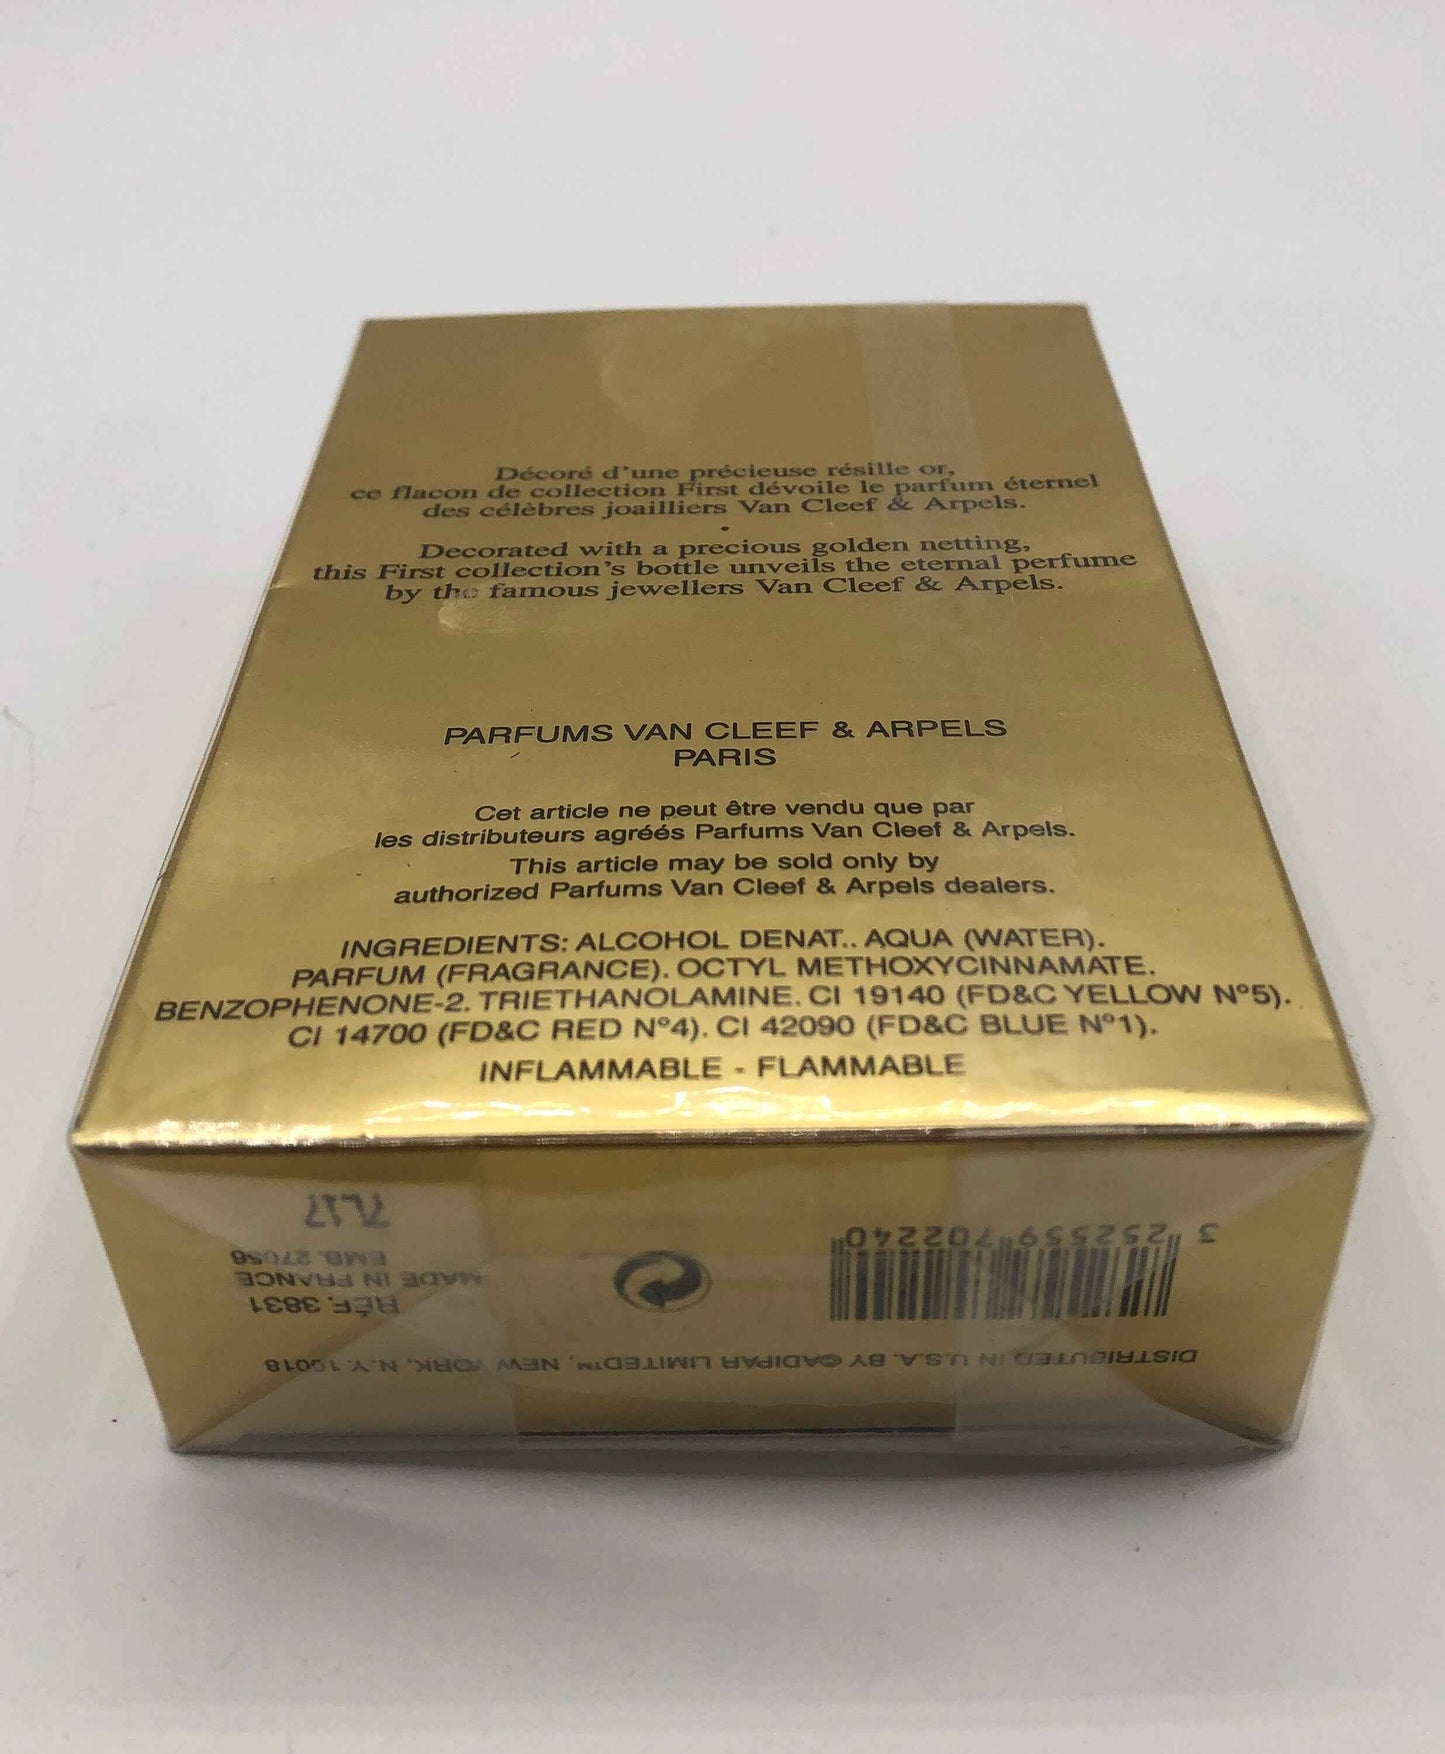 Décoré d'une précieuse résille or,
ce flacon de collection First dévoile le parfum éternel
des célèbres joailliers Van Cleef & Arpels.
•
Decorated with a precious golden netting,
this First collection's bottle unveils the eternal perfume
by the famous jewellers Van Cleef & Arpels.
PARFUMS VAN CLEEF & ARPELS
PARIS
Cet article ne peut être vendu que par
les distributeurs agréés Parfums Van Cleef & Arpels.
This article may be sold only by
authorized Parfums Van Cleef & Arpels dealers.
INGREDIENTS: ALCOHOL DENAT.. AQUA (WATER).
PARFUM (FRAGRANCE). OCTYL METHOXYCINNAMATE.
BENZOPHENONE-2. TRIETHANOLAMINE. CI 19140 (FD&C YELLOW Nº5).
CI 14700 (FD&C RED Nº4). CI 42090 (FD&C BLUE Nº1).
INFLAMMABLE - FLAMMABLE
DISTRIBUTED IN U.S.A. BY ©ADIPAR LIMITED™, NEW YORK, N.Y. 10018
3 252559 702240
RÉF. 3831
MADE IN FRANCE
EMB. 27056
7L17